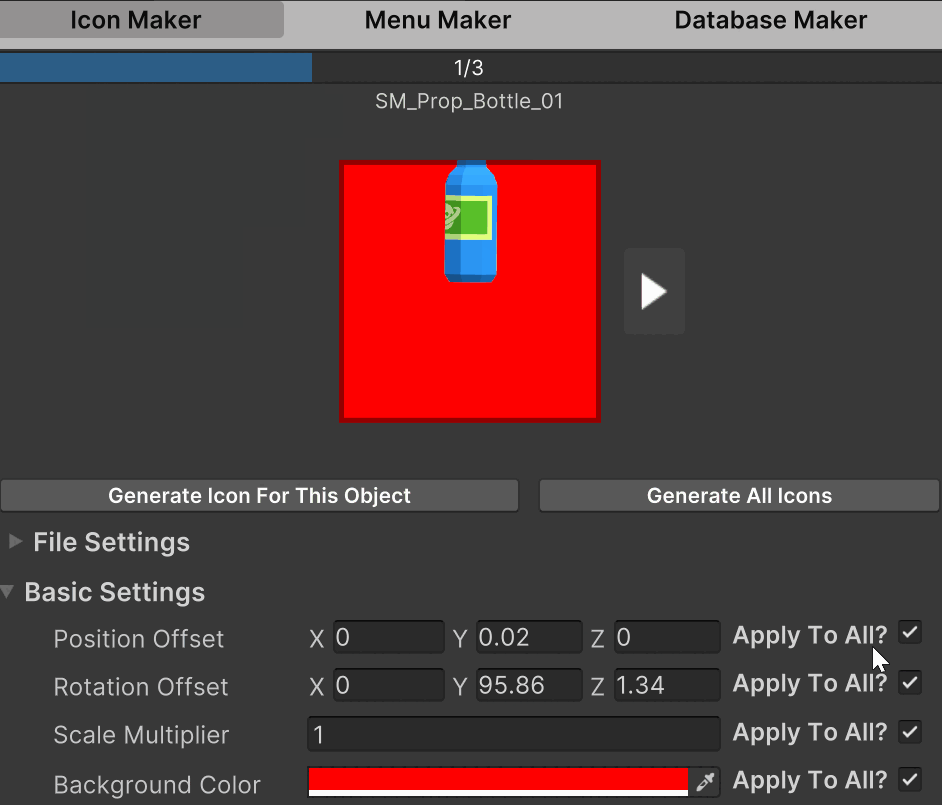 Icon Maker Menu Maker Database Maker
1/3
SM_Prop_Bottle_01
Generate Icon For This Object Generate All Icons
File Settings
Basic Settings
Position Offset X 0 Y 0.02 Z 0 Apply To All?
Rotation Offset X 0 Y 95.86 Z 1.34 Apply To All?
Scale Multiplier 1 Apply To All?
Background Color Apply To All?